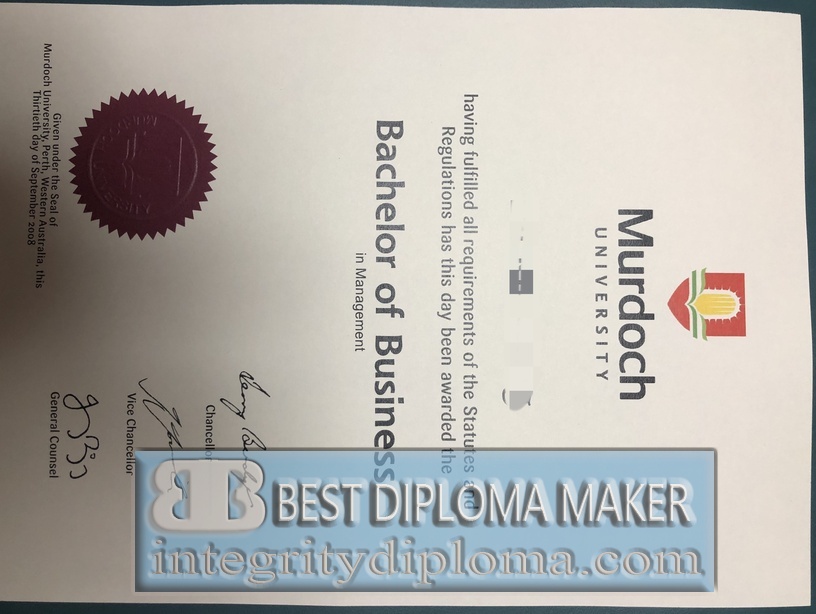 Murdoch
UNIVERSITY
having fulfilled all requirements of the Statutes and
Regulations has this day been awarded the
Bachelor of Business
in Management
Chancellor
Vice Chancellor
General Counsel
Given under the Seal of
Murdoch University, Perth, Western Australia, this
Thirtieth day of September 2008
BEST DIPLOMA MAKER
integritydiploma.com